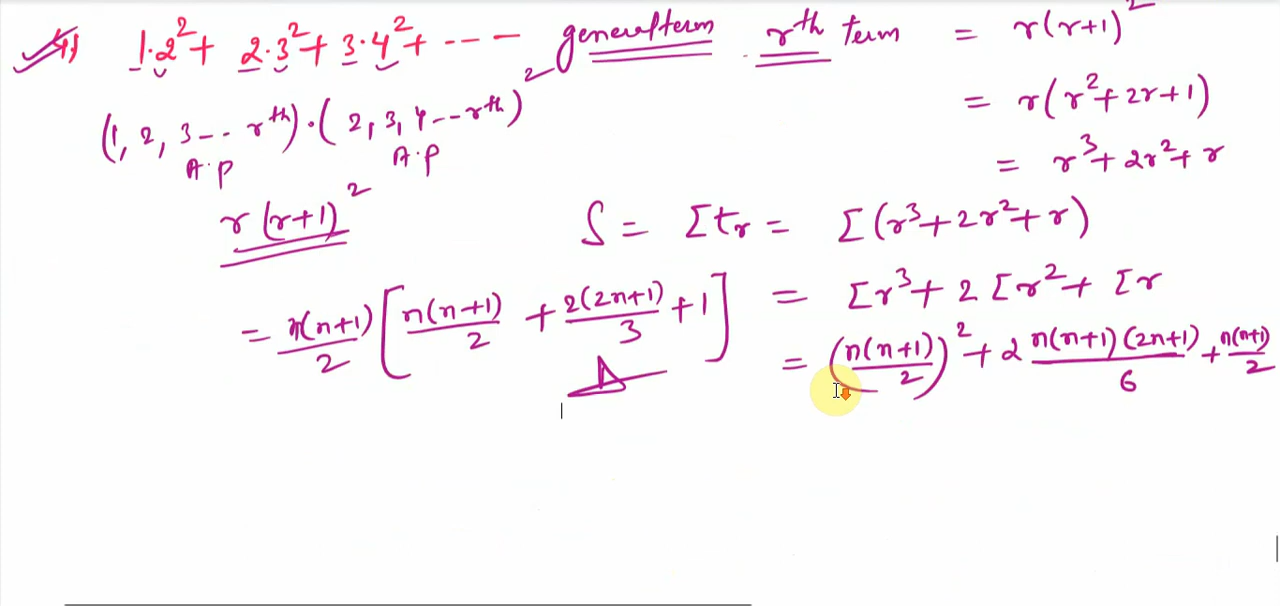 4) 1·2²+ 2·3²+ 3·4²+ ---- generalterm rth term = r(r+1)²
(1, 2, 3--- rth)·(2, 3, 4---rth)² = r(r²+2r+1)
A·P A·P = r³+2r²+r
r(r+1)² S = Σtr = Σ(r³+2r²+r)
= Σr³+2Σr²+Σr
= (n(n+1)/2)²+2 n(n+1)(2n+1)/6+n(n+1)/2
= n(n+1)/2 [n(n+1)/2 + 2(2n+1)/3 +1]